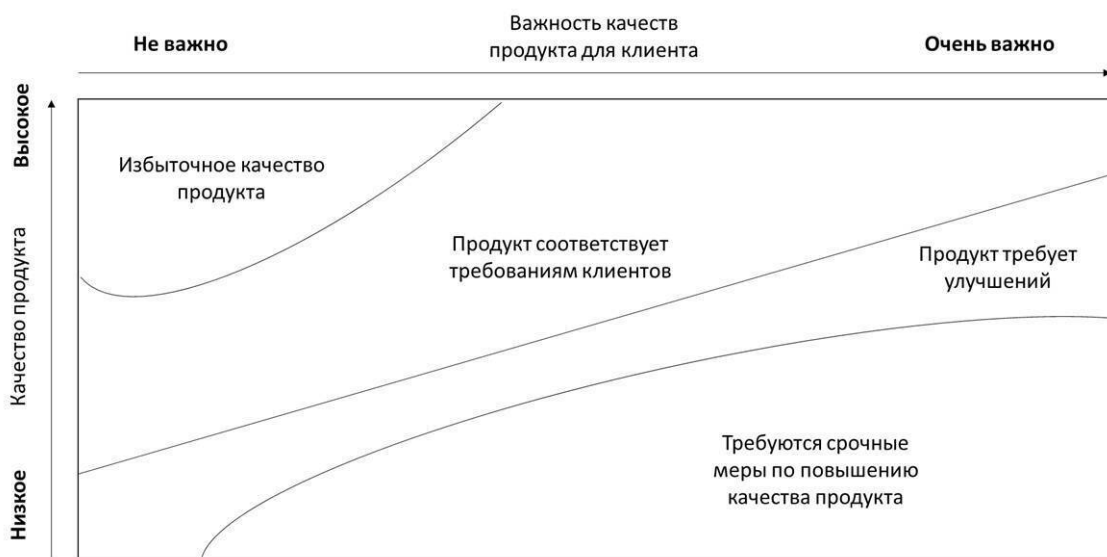 Важность качеств
продукта для клиента
Не важно
Очень важно
Высокое
Качество продукта
Низкое
Избыточное качество
продукта
Продукт соответствует
требованиям клиентов
Продукт требует
улучшений
Требуются срочные
меры по повышению
качества продукта